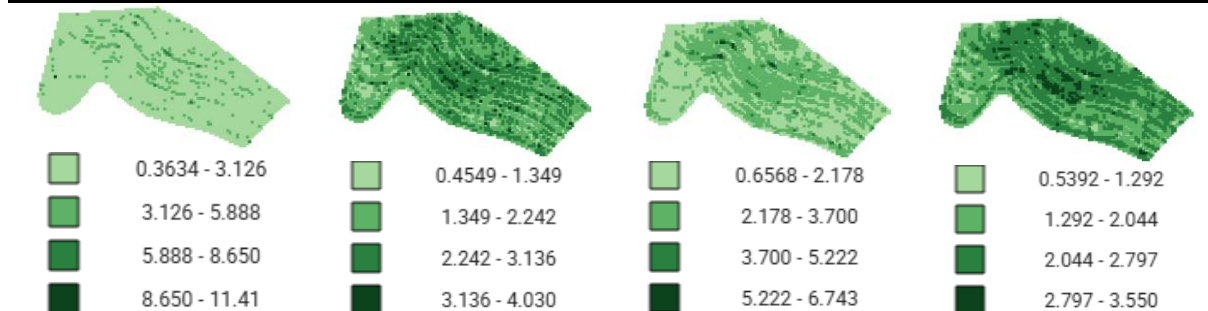 0.3634 - 3.126
3.126 - 5.888
5.888 - 8.650
8.650 - 11.41
0.4549 - 1.349
1.349 - 2.242
2.242 - 3.136
3.136 - 4.030
0.6568 - 2.178
2.178 - 3.700
3.700 - 5.222
5.222 - 6.743
0.5392 - 1.292
1.292 - 2.044
2.044 - 2.797
2.797 - 3.550